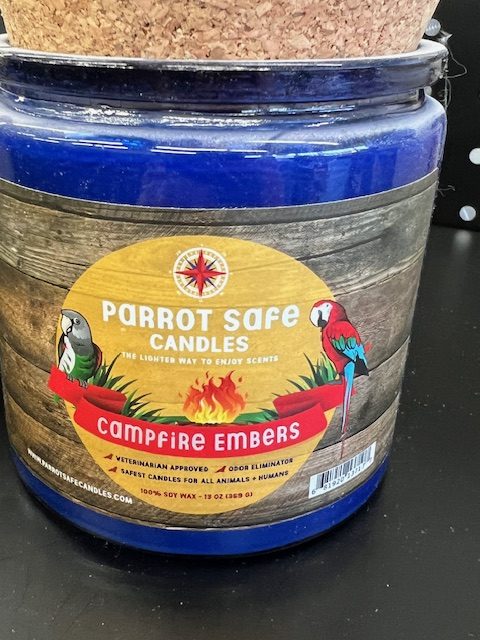 PARROT SAFE
CANDLES
THE LIGHTER WAY TO ENJOY SCENTS
CAMPFIRE EMBERS
VETERINARIAN APPROVED ODOR ELIMINATOR
SAFEST CANDLES FOR ALL ANIMALS + HUMANS
WWW.PARROTSAFECANDLES.COM
100% SOY WAX - 13 OZ (369 G)